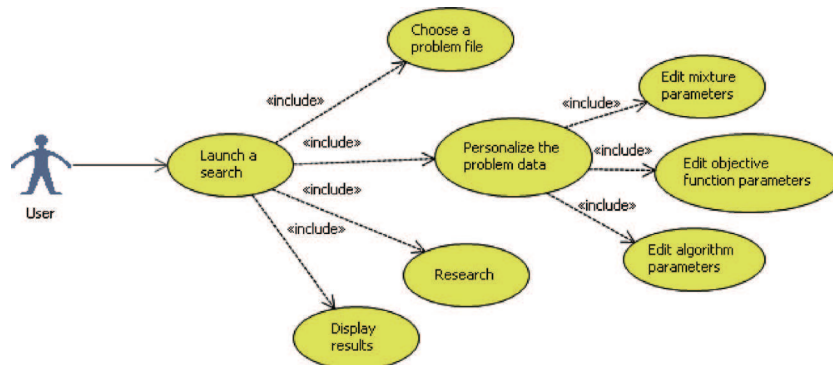 Choose a
problem file
«include»
Edit mixture
parameters
«include»
«include»
Launch a
search
Personalize the
problem data
«include»
Edit objective
function parameters
User
«include»
«include»
«include»
Edit algorithm
parameters
Research
Display
results